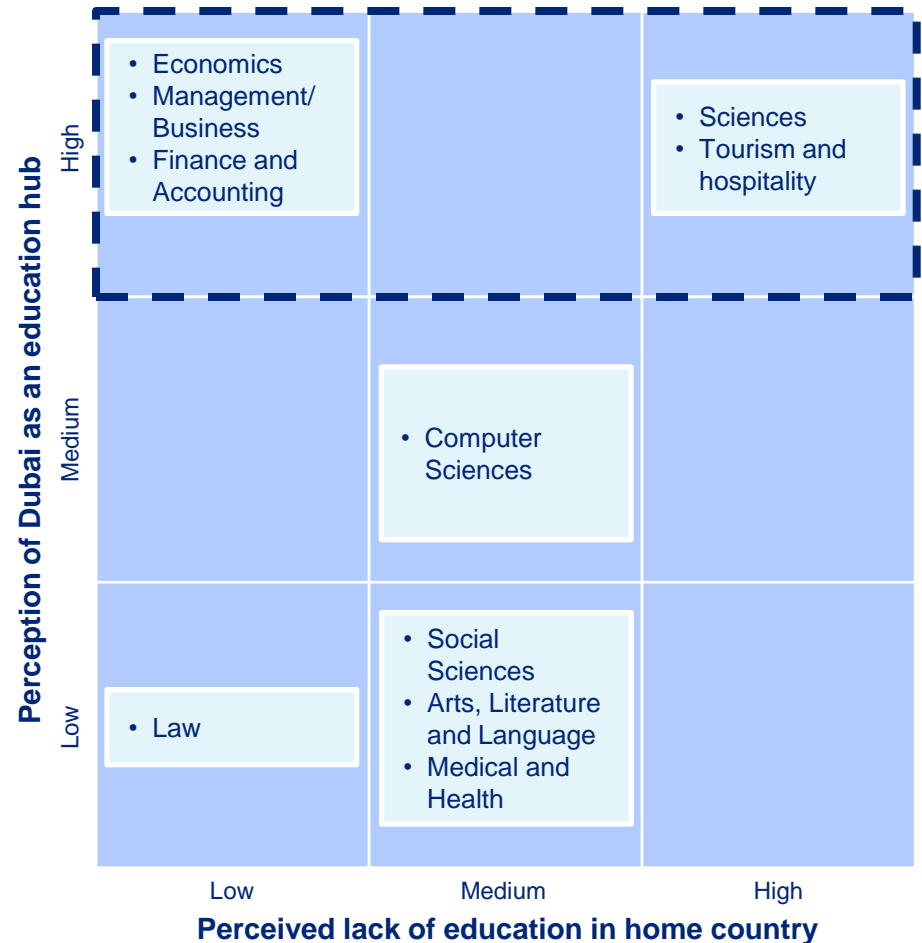 Perception of Dubai as an education hub
High
• Economics
• Management/
Business
• Finance and
Accounting
• Sciences
• Tourism and
hospitality
Medium
• Computer
Sciences
Low
• Law
• Social
Sciences
• Arts, Literature
and Language
• Medical and
Health
Low
Medium
High
Perceived lack of education in home country